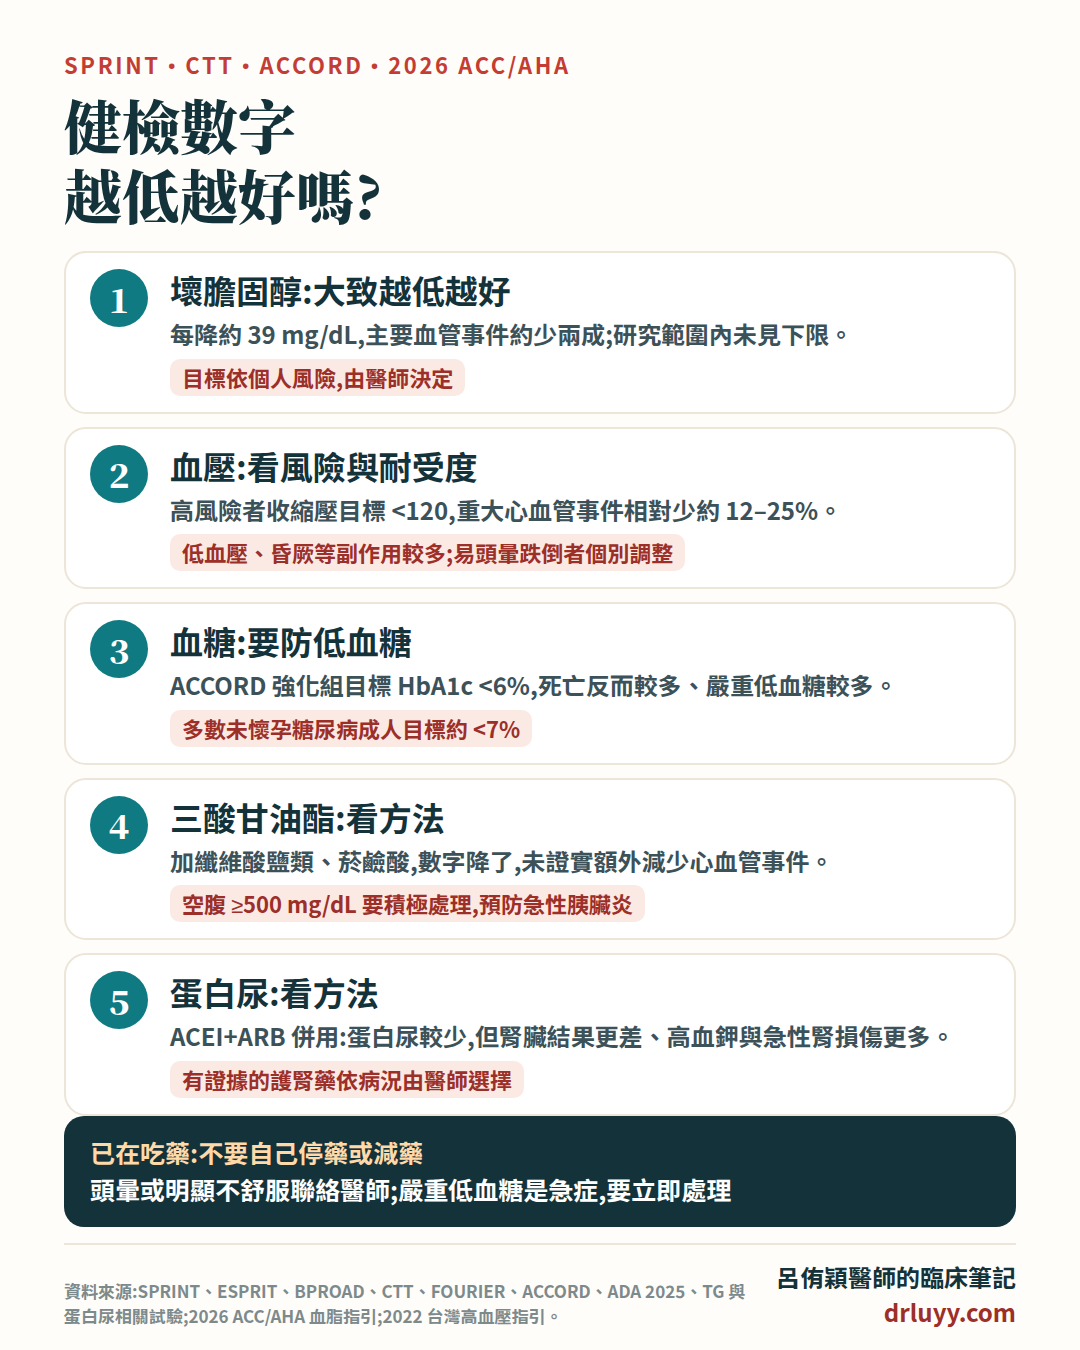 SPRINT・CTT・ACCORD・2026 ACC/AHA
健檢數字
越低越好嗎?
1
壞膽固醇:大致越低越好
每降約 39 mg/dL,主要血管事件約少兩成;研究範圍內未見下限。
目標依個人風險,由醫師決定
2
血壓:看風險與耐受度
高風險者收縮壓目標 <120,重大心血管事件相對少約 12–25%。
低血壓、昏厥等副作用較多;易頭暈跌倒者個別調整
3
血糖:要防低血糖
ACCORD 強化組目標 HbA1c <6%,死亡反而較多、嚴重低血糖較多。
多數未懷孕糖尿病成人目標約 <7%
4
三酸甘油酯:看方法
加纖維酸鹽類、菸鹼酸,數字降了,未證實額外減少心血管事件。
空腹 ≥500 mg/dL 要積極處理,預防急性胰臟炎
5
蛋白尿:看方法
ACEI+ARB 併用:蛋白尿較少,但腎臟結果更差、高血鉀與急性腎損傷更多。
有證據的護腎藥依病況由醫師選擇
已在吃藥:不要自己停藥或減藥
頭暈或明顯不舒服聯絡醫師;嚴重低血糖是急症,要立即處理
資料來源:SPRINT、ESPRIT、BPROAD、CTT、FOURIER、ACCORD、ADA 2025、TG 與
蛋白尿相關試驗;2026 ACC/AHA 血脂指引;2022 台灣高血壓指引。
呂侑穎醫師的臨床筆記
drluyy.com